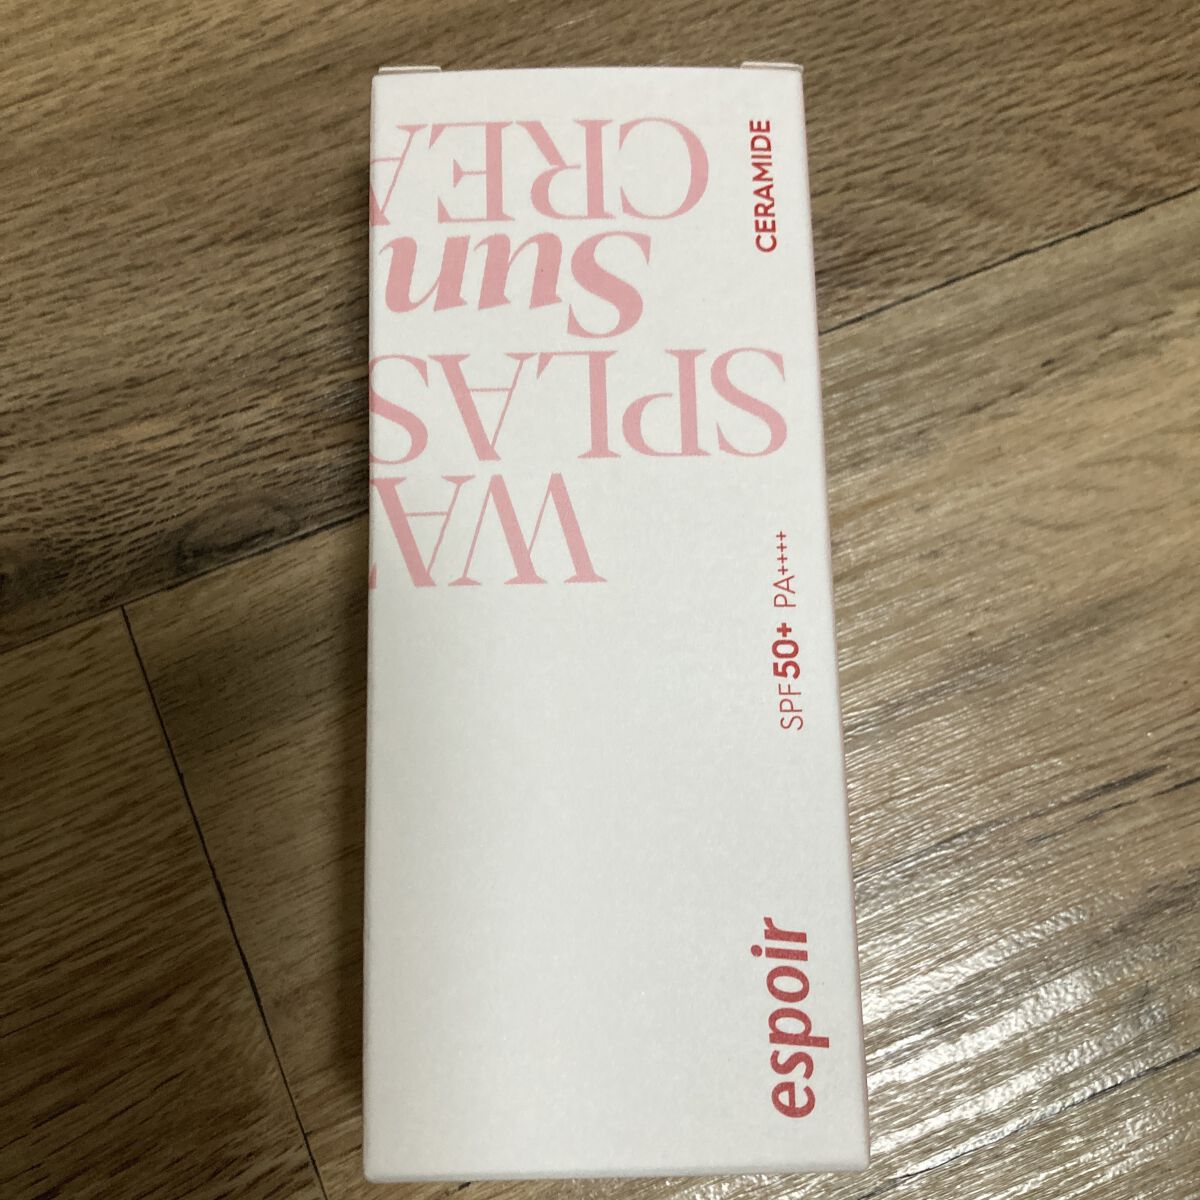 WA
SPLAS
Sun
CREA
CERAMIDE
SPF50+ PA++++
espoir